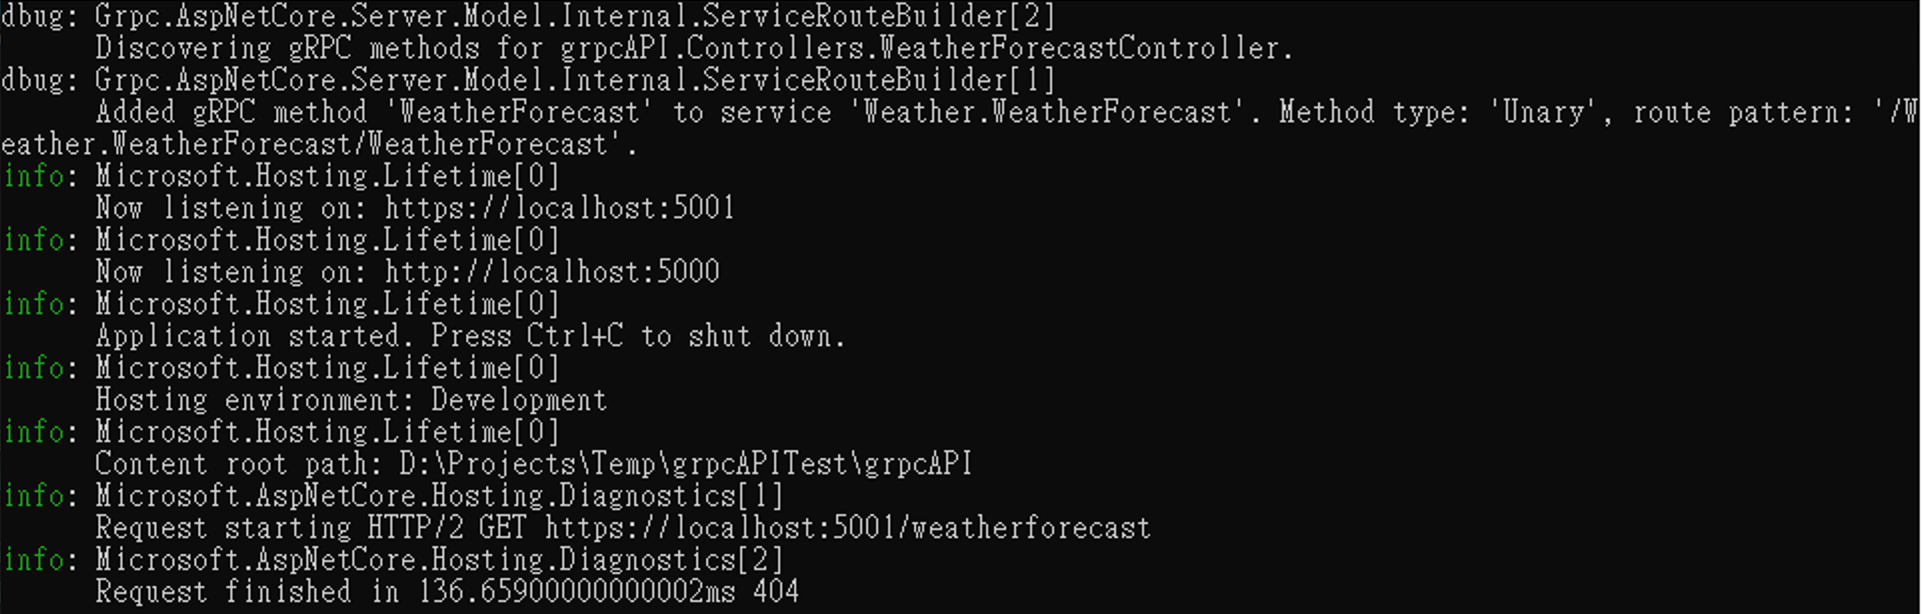 dbug: Grpc.AspNetCore.Server.Model.Internal.ServiceRouteBuilder[2]
      Discovering gRPC methods for grpcAPI.Controllers.WeatherForecastController.
dbug: Grpc.AspNetCore.Server.Model.Internal.ServiceRouteBuilder[1]
      Added gRPC method 'WeatherForecast' to service 'Weather.WeatherForecast'. Method type: 'Unary', route pattern: '/W
eather.WeatherForecast/WeatherForecast'.
info: Microsoft.Hosting.Lifetime[0]
      Now listening on: https://localhost:5001
info: Microsoft.Hosting.Lifetime[0]
      Now listening on: http://localhost:5000
info: Microsoft.Hosting.Lifetime[0]
      Application started. Press Ctrl+C to shut down.
info: Microsoft.Hosting.Lifetime[0]
      Hosting environment: Development
info: Microsoft.Hosting.Lifetime[0]
      Content root path: D:\Projects\Temp\grpcAPITest\grpcAPI
info: Microsoft.AspNetCore.Hosting.Diagnostics[1]
      Request starting HTTP/2 GET https://localhost:5001/weatherforecast
info: Microsoft.AspNetCore.Hosting.Diagnostics[2]
      Request finished in 136.65900000000002ms 404